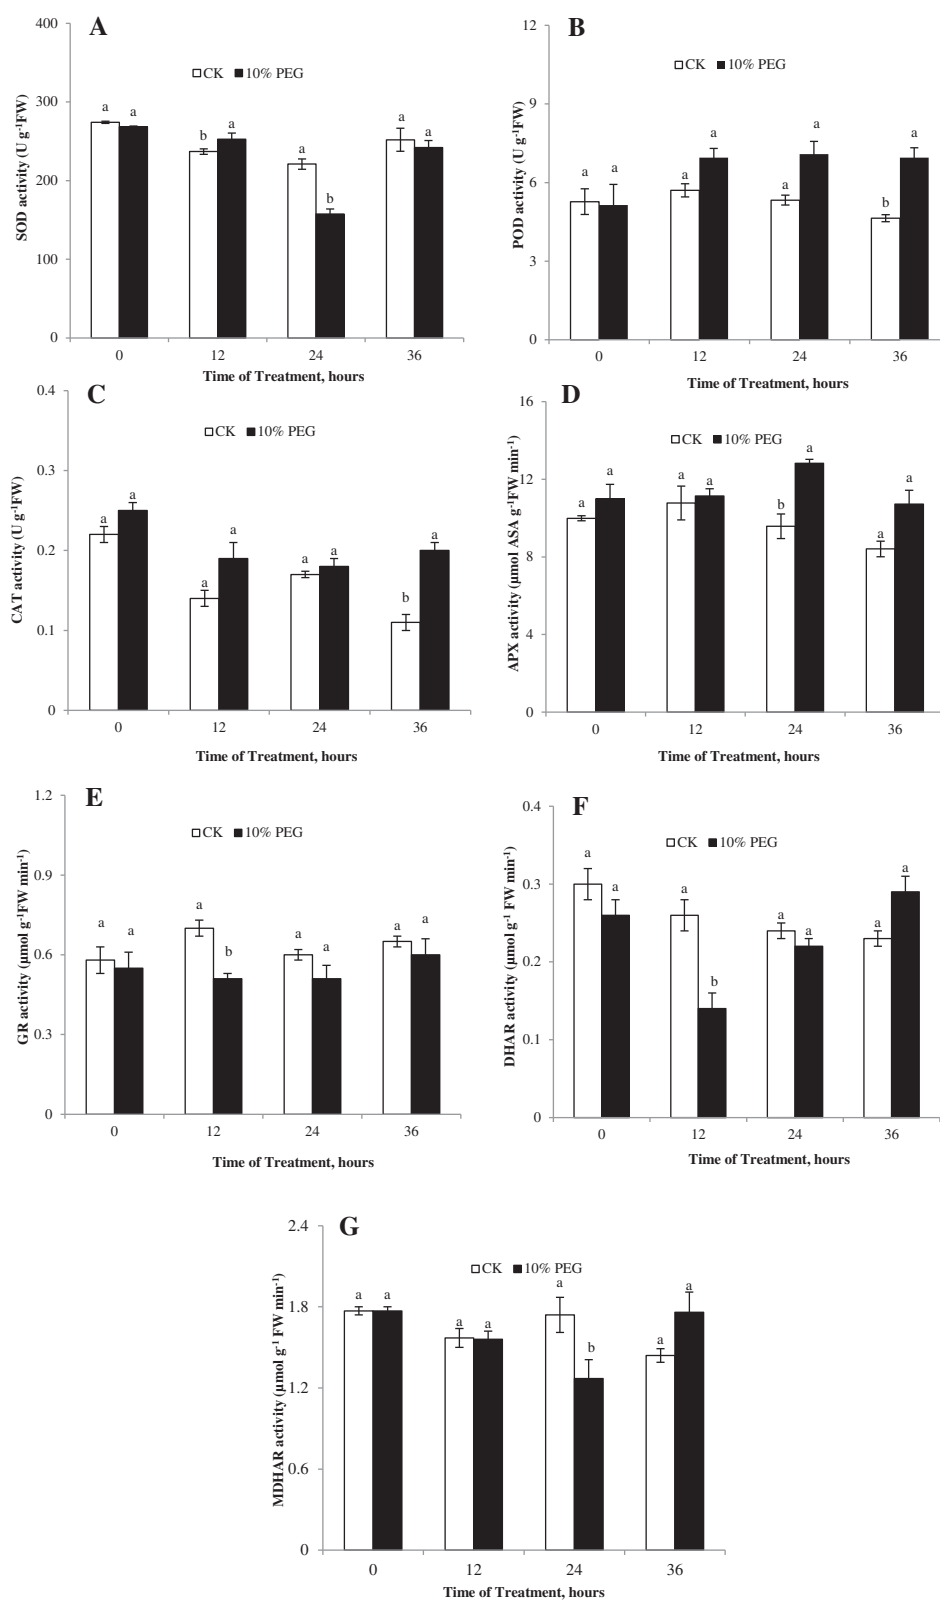 A
SOD activity (U g-1FW)
400
300
200
100
0
CK 10% PEG
a a b a a b a a
0 12 24 36
Time of Treatment, hours
B
POD activity (U g-1FW)
12
9
6
3
0
CK 10% PEG
a a a a a a b a
0 12 24 36
Time of Treatment, hours
C
CAT activity (U g-1FW)
0.4
0.3
0.2
0.1
0
CK 10% PEG
a a a a a a b a
0 12 24 36
Time of Treatment, hours
D
APX activity (μmol ASA g-1FW min-1)
16
12
8
4
0
CK 10% PEG
a a a a b a a a
0 12 24 36
Time of Treatment, hours
E
GR activity (μmol g-1FW min-1)
1.2
0.9
0.6
0.3
0
CK 10% PEG
a a a b a a a a
0 12 24 36
Time of Treatment, hours
F
DHAR activity (μmol g-1 FW min-1)
0.4
0.3
0.2
0.1
0
CK 10% PEG
a a a b a a a a
0 12 24 36
Time of Treatment, hours
G
MDHAR activity (μmol g-1 FW min-1)
2.4
1.8
1.2
0.6
0
CK 10% PEG
a a a a a b a a
0 12 24 36
Time of Treatment, hours